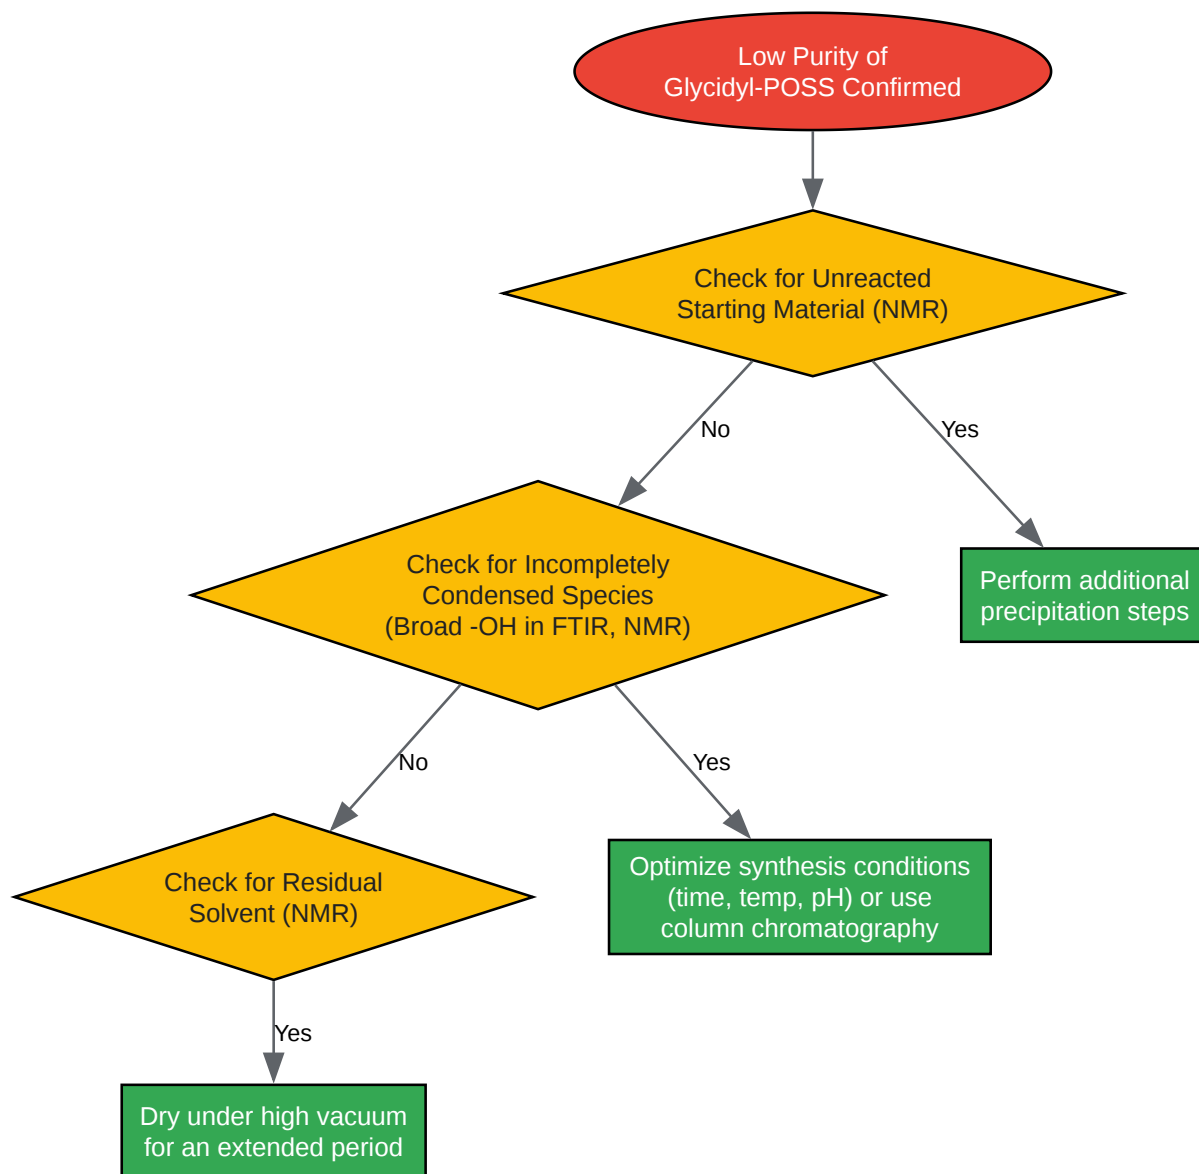 Low Purity of
Glycidyl-POSS Confirmed
Check for Unreacted
Starting Material (NMR)
No
Yes
Check for Incompletely
Condensed Species
(Broad -OH in FTIR, NMR)
Perform additional
precipitation steps
No
Yes
Check for Residual
Solvent (NMR)
Optimize synthesis conditions
(time, temp, pH) or use
column chromatography
Yes
Dry under high vacuum
for an extended period